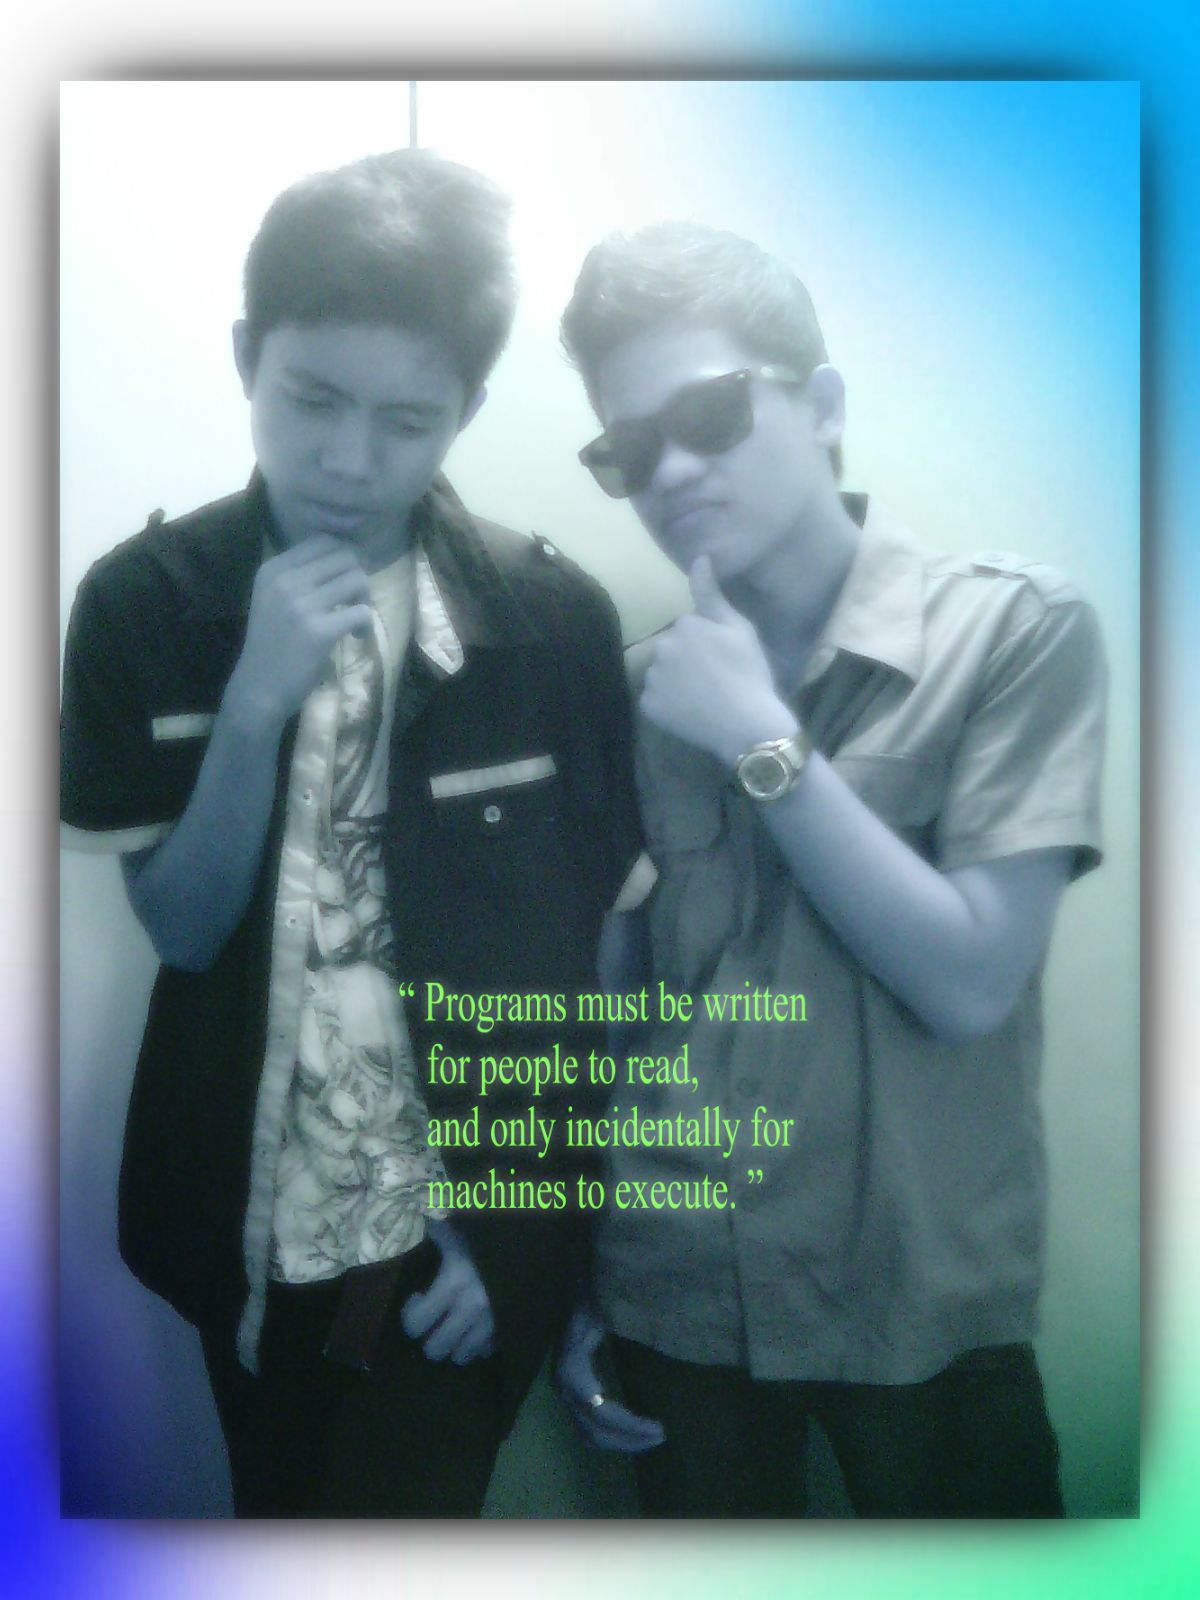 “ Programs must be written
for people to read,
and only incidentally for
machines to execute. ”